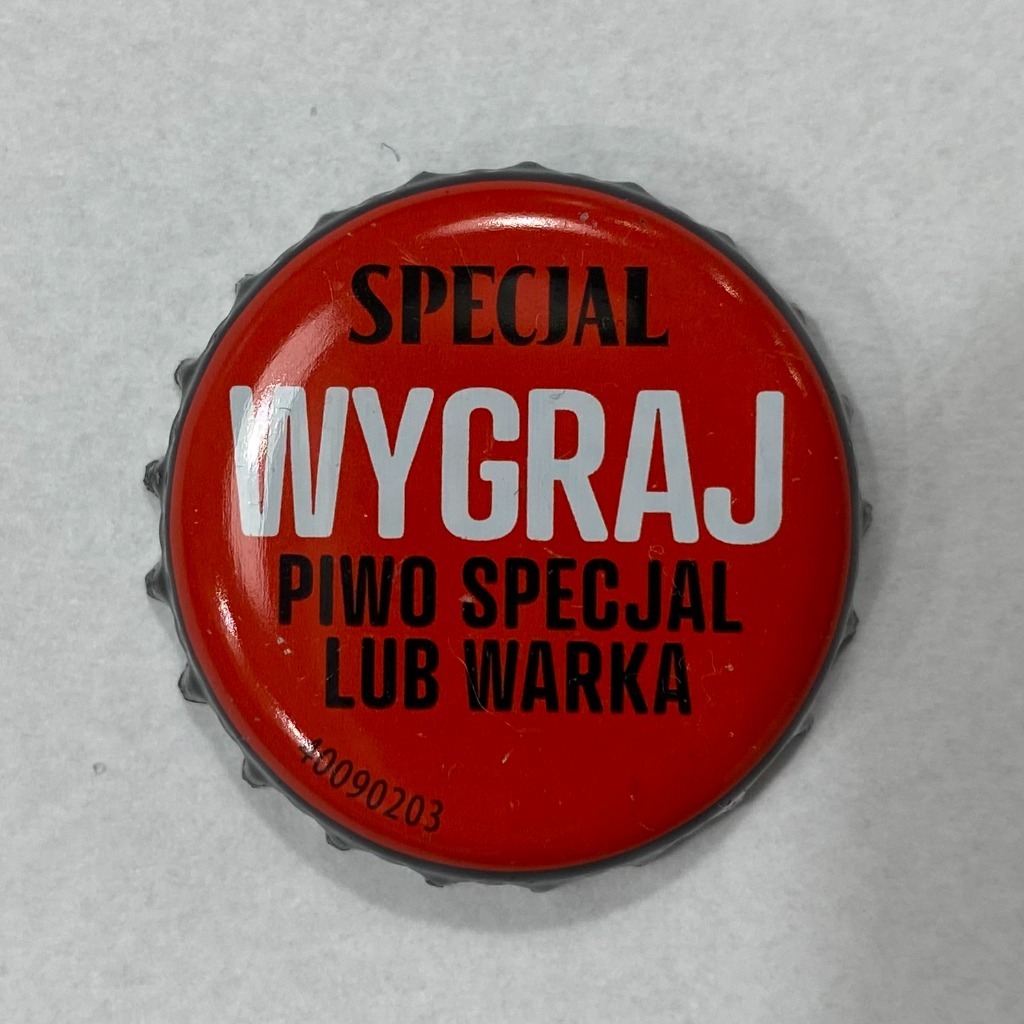 SPECJAL
WYGRAJ
PIWO SPECJAL
LUB WARKA
40090203